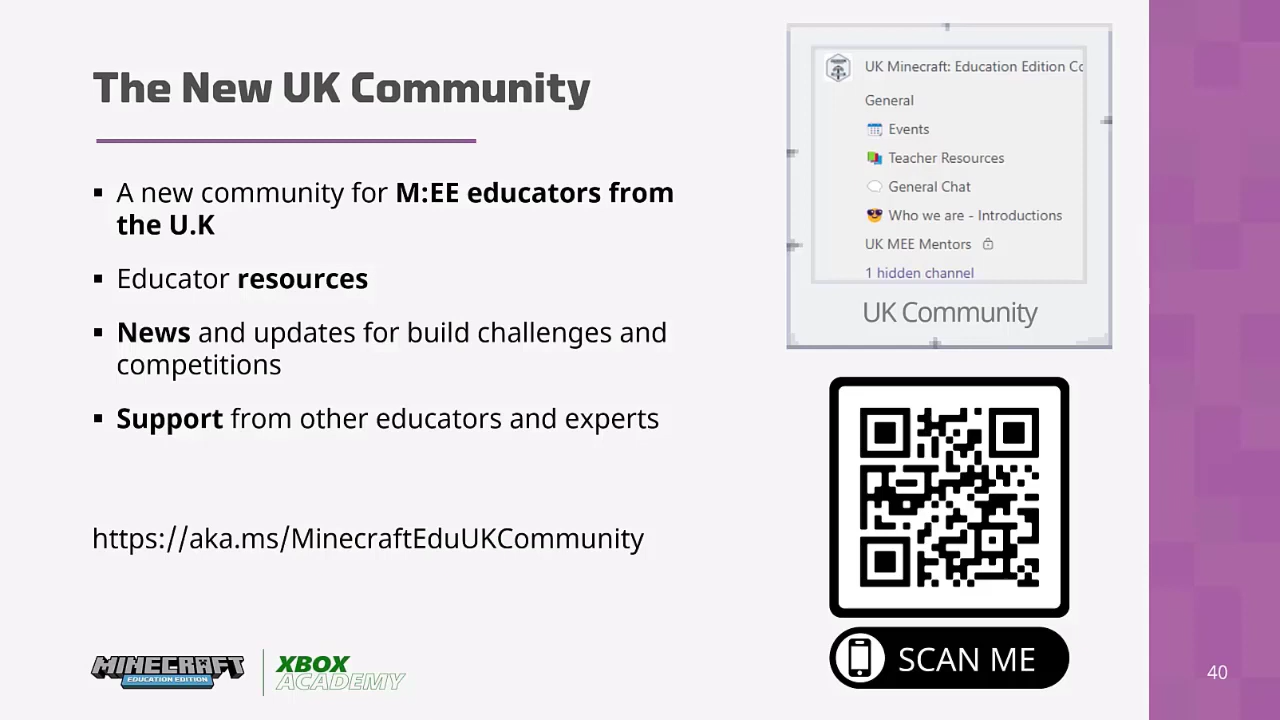 The New UK Community
▪ A new community for M:EE educators from
the U.K
▪ Educator resources
▪ News and updates for build challenges and
competitions
▪ Support from other educators and experts
https://aka.ms/MinecraftEduUKCommunity
MINECRAFT
EDUCATION EDITION
XBOX
ACADEMY
UK Minecraft: Education Edition Cc
General
Events
Teacher Resources
General Chat
Who we are - Introductions
UK MEE Mentors
1 hidden channel
UK Community
SCAN ME
40